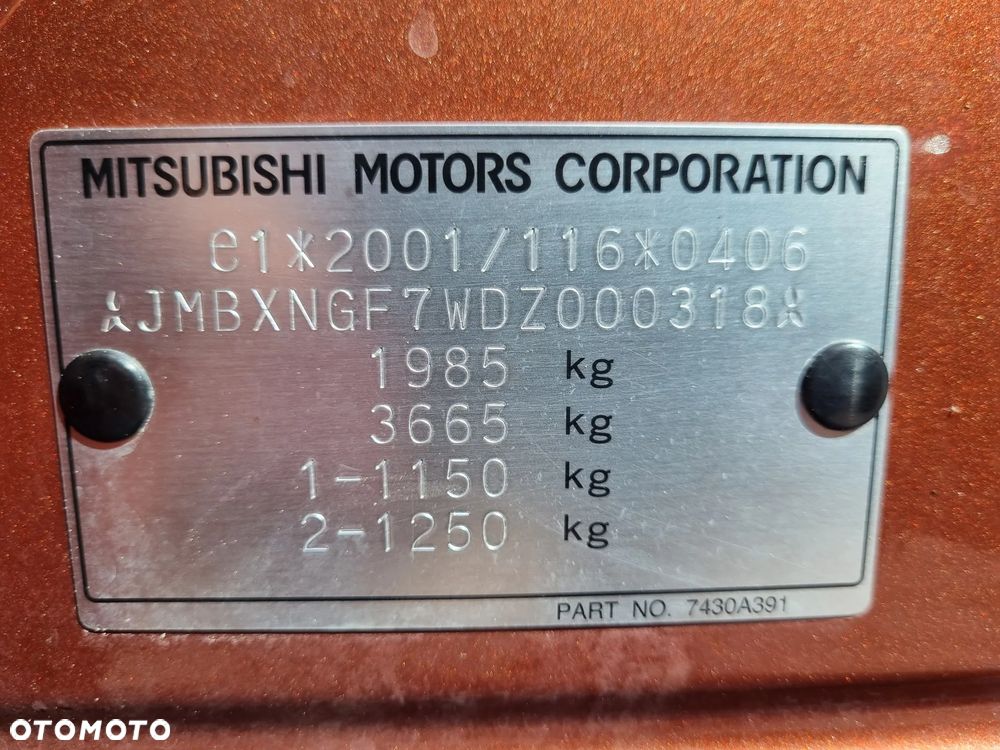 MITSUBISHI MOTORS CORPORATION
e1*2001/116*0406
JMBXNGF7WDZ000318
1985 kg
3665 kg
1-1150 kg
2-1250 kg
PART NO. 7430A391
OTOMOTO